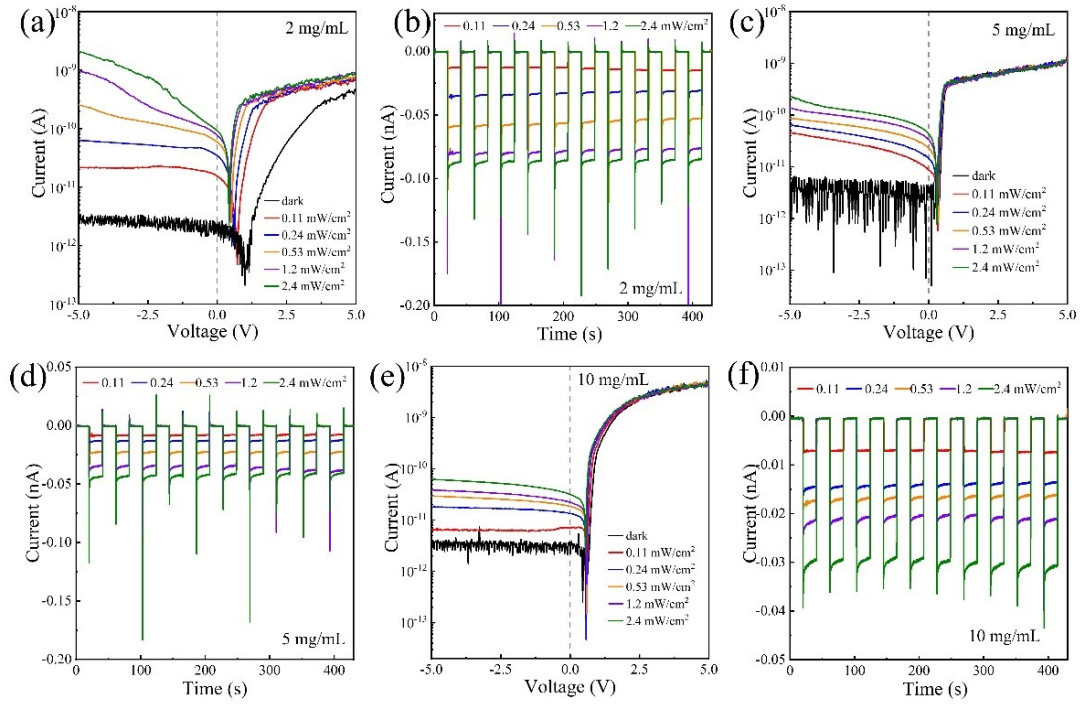 (a)
2 mg/mL
10⁻⁸
10⁻⁹
10⁻¹⁰
10⁻¹¹
10⁻¹²
10⁻¹³
Current (A)
dark
0.11 mW/cm²
0.24 mW/cm²
0.53 mW/cm²
1.2 mW/cm²
2.4 mW/cm²
-5.0 -2.5 0.0 2.5 5.0
Voltage (V)
(b)
0.11 0.24 0.53 1.2 2.4 mW/cm²
0.00
-0.05
-0.10
-0.15
-0.20
Current (nA)
2 mg/mL
0 100 200 300 400
Time (s)
(c)
5 mg/mL
10⁻⁸
10⁻⁹
10⁻¹⁰
10⁻¹¹
10⁻¹²
10⁻¹³
Current (A)
dark
0.11 mW/cm²
0.24 mW/cm²
0.53 mW/cm²
1.2 mW/cm²
2.4 mW/cm²
-5.0 -2.5 0.0 2.5 5.0
Voltage (V)
(d)
0.11 0.24 0.53 1.2 2.4 mW/cm²
0.05
0.00
-0.05
-0.10
-0.15
-0.20
Current (nA)
5 mg/mL
0 100 200 300 400
Time (s)
(e)
10 mg/mL
10⁻⁸
10⁻⁹
10⁻¹⁰
10⁻¹¹
10⁻¹²
10⁻¹³
Current (A)
dark
0.11 mW/cm²
0.24 mW/cm²
0.53 mW/cm²
1.2 mW/cm²
2.4 mW/cm²
-5.0 -2.5 0.0 2.5 5.0
Voltage (V)
(f)
0.11 0.24 0.53 1.2 2.4 mW/cm²
0.00
-0.01
-0.02
-0.03
-0.04
-0.05
Current (nA)
10 mg/mL
0 100 200 300 400
Time (s)